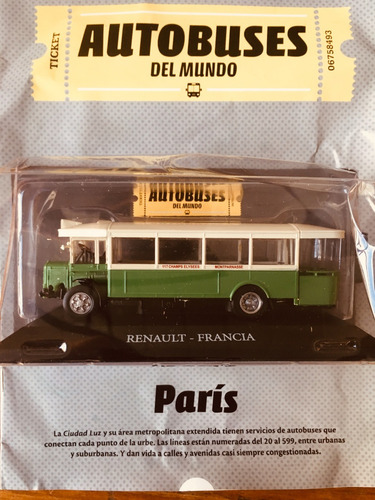 TICKET
AUTOBUSES
DEL MUNDO
06758493
AUTOBUSES
DEL MUNDO
PT CHAMPS ELYSEES MONTPARNASSE
RENAULT - FRANCIA
París
La Ciudad Luz y su área metropolitana extendida tienen servicios de autobuses que
conectan cada punto de la urbe. Las líneas están numeradas del 20 al 599, entre urbanas
y suburbanas. Y dan vida a calles y avenidas casi siempre congestionadas.